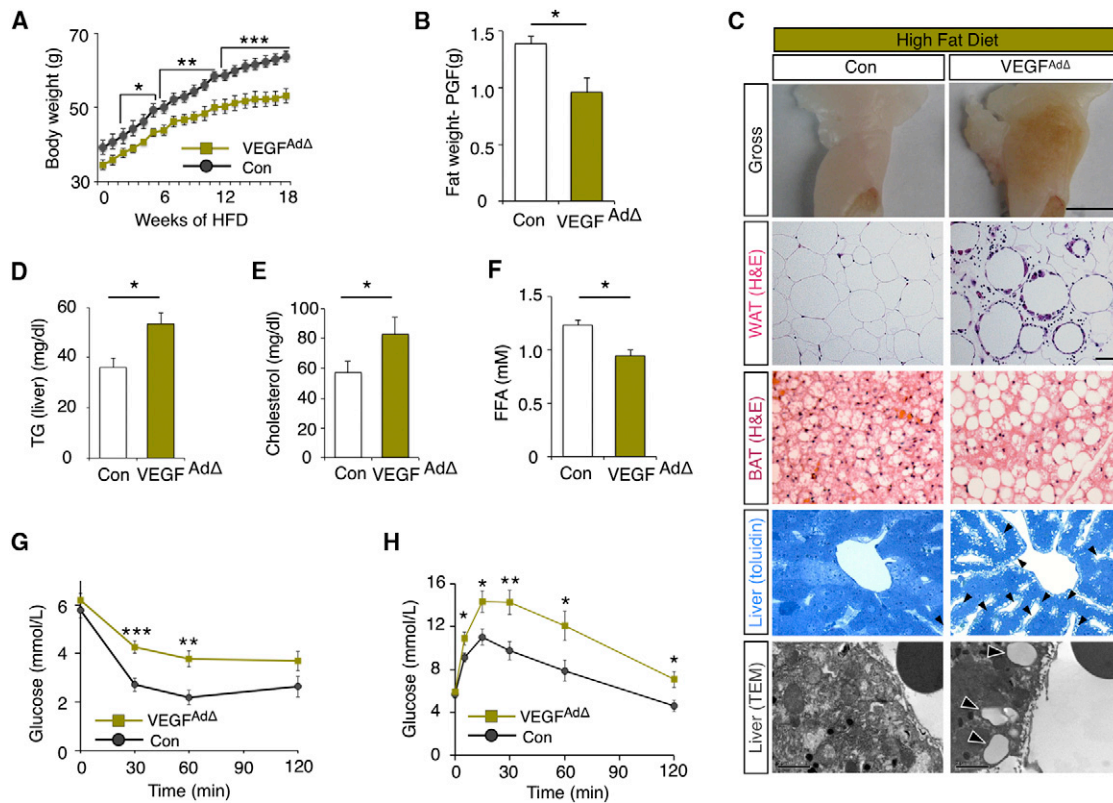 A
Body weight (g)
70
50
30
*
**
***
VEGFAdΔ
Con
0
6
12
18
Weeks of HFD
B
Fat weight- PGF(g)
1.5
1.0
0.5
0
*
Con
VEGF AdΔ
C
High Fat Diet
Con
VEGFAdΔ
Gross
WAT (H&E)
BAT (H&E)
Liver (toluidin)
Liver (TEM)
D
TG (liver) (mg/dl)
60
40
20
0
*
Con
VEGF
E
Cholesterol (mg/dl)
100
80
60
40
20
0
*
Con
VEGF AdΔ
F
FFA (mM)
1.5
1.0
0.5
0
*
Con
VEGF AdΔ
G
Glucose (mmol/L)
6
4
2
0
***
**
VEGFAdΔ
Con
0
30
60
120
Time (min)
H
Glucose (mmol/L)
16
12
8
4
0
*
*
**
*
*
VEGFAdΔ
Con
0
30
60
120
Time (min)